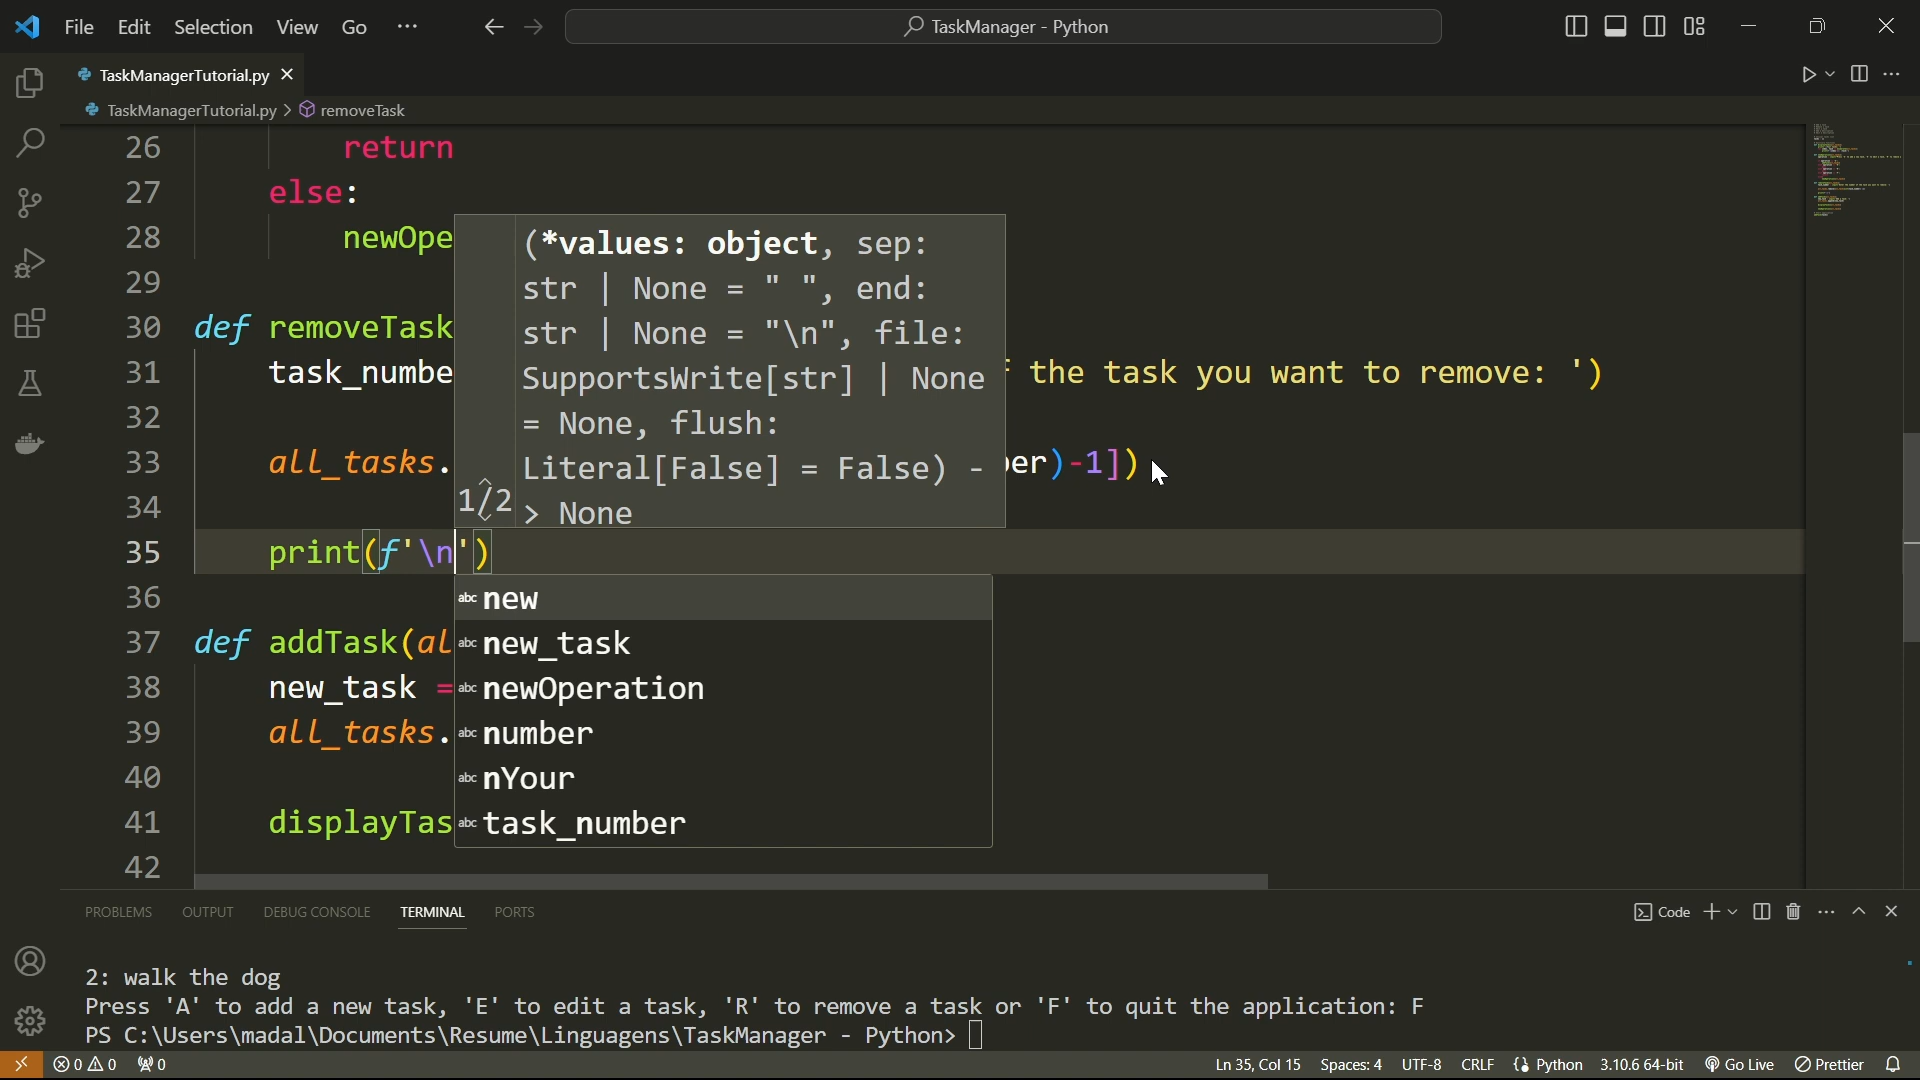 File Edit Selection View Go ··· TaskManager - Python
TaskManagerTutorial.py
TaskManagerTutorial.py > removeTask
26 return
27 else:
28 newOpe
29
30 def removeTask
31 task_numbe the task you want to remove: ')
32
33 all_tasks. er)-1])
34
35 print(f'\n')
36
37 def addTask(al
38 new_task =
39 all_tasks.
40
41 displayTas
42
(*values: object, sep:
str | None = " ", end:
str | None = "\n", file:
SupportsWrite[str] | None
= None, flush:
Literal[False] = False) -
1/2 > None
abc new
abc new_task
abc newOperation
abc number
abc nYour
abc task_number
PROBLEMS OUTPUT DEBUG CONSOLE TERMINAL PORTS Code
2: walk the dog
Press 'A' to add a new task, 'E' to edit a task, 'R' to remove a task or 'F' to quit the application: F
PS C:\Users\madal\Documents\Resume\Linguagens\TaskManager - Python>
0 0 0 Ln 35, Col 15 Spaces: 4 UTF-8 CRLF Python 3.10.6 64-bit Go Live Prettier